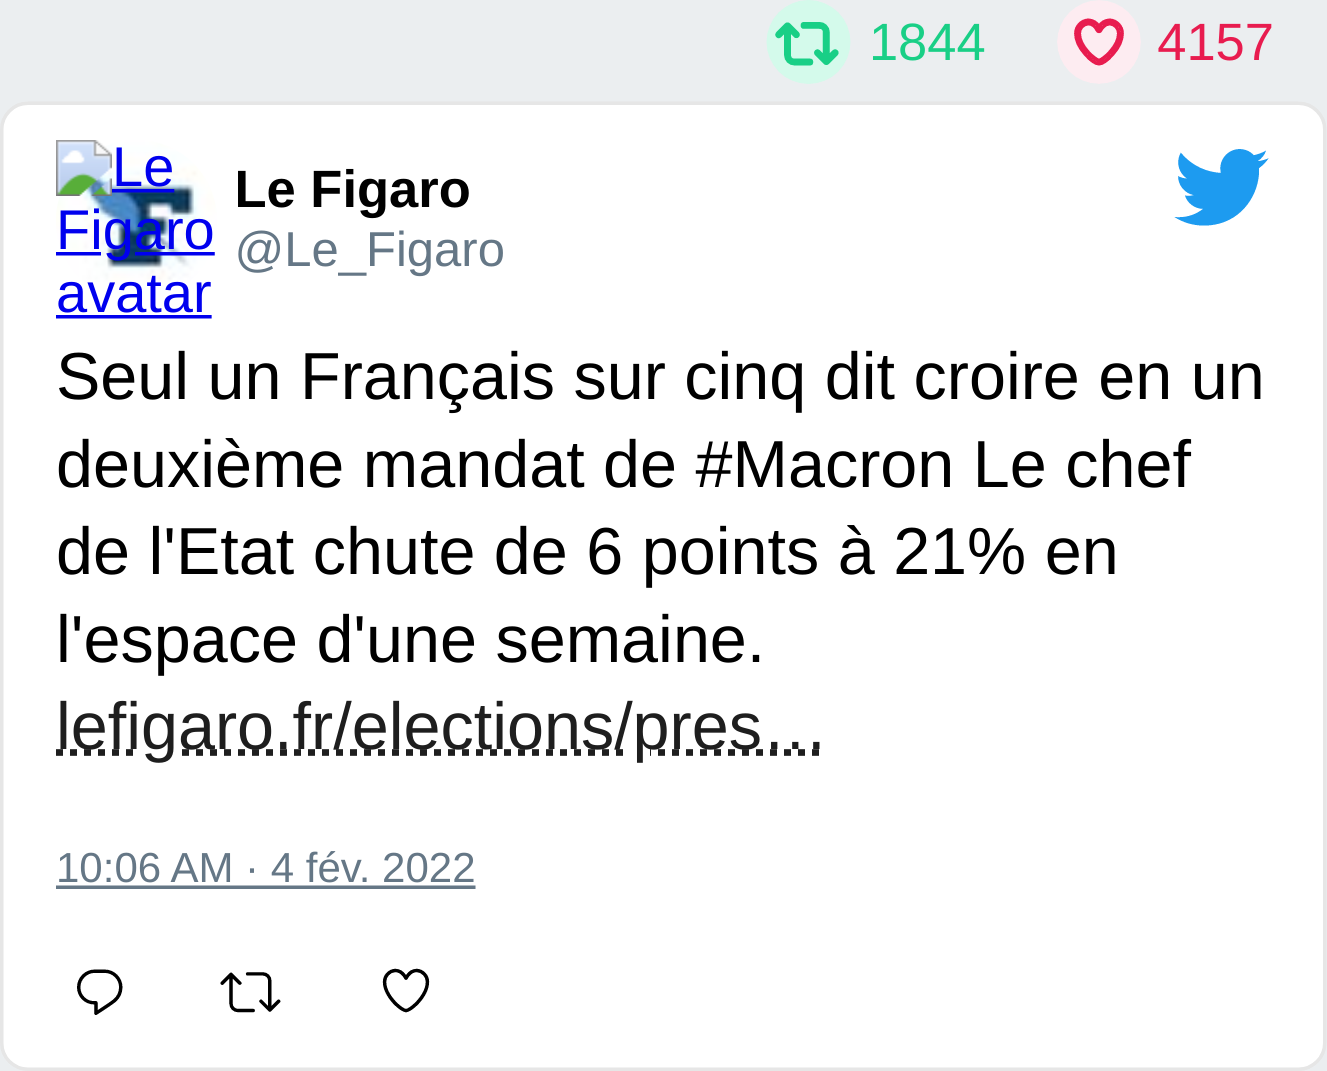 1844 4157
Le Figaro avatar
Le Figaro
@Le_Figaro
Seul un Français sur cinq dit croire en un
deuxième mandat de #Macron Le chef
de l'Etat chute de 6 points à 21% en
l'espace d'une semaine.
lefigaro.fr/elections/pres...
10:06 AM · 4 fév. 2022